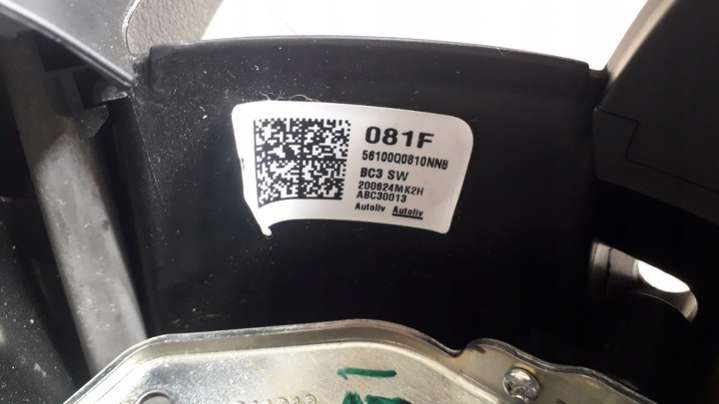 081F
56100Q0810NNB
BC3 SW
200624MK2H
ABC30013
Autoliv Autoliv